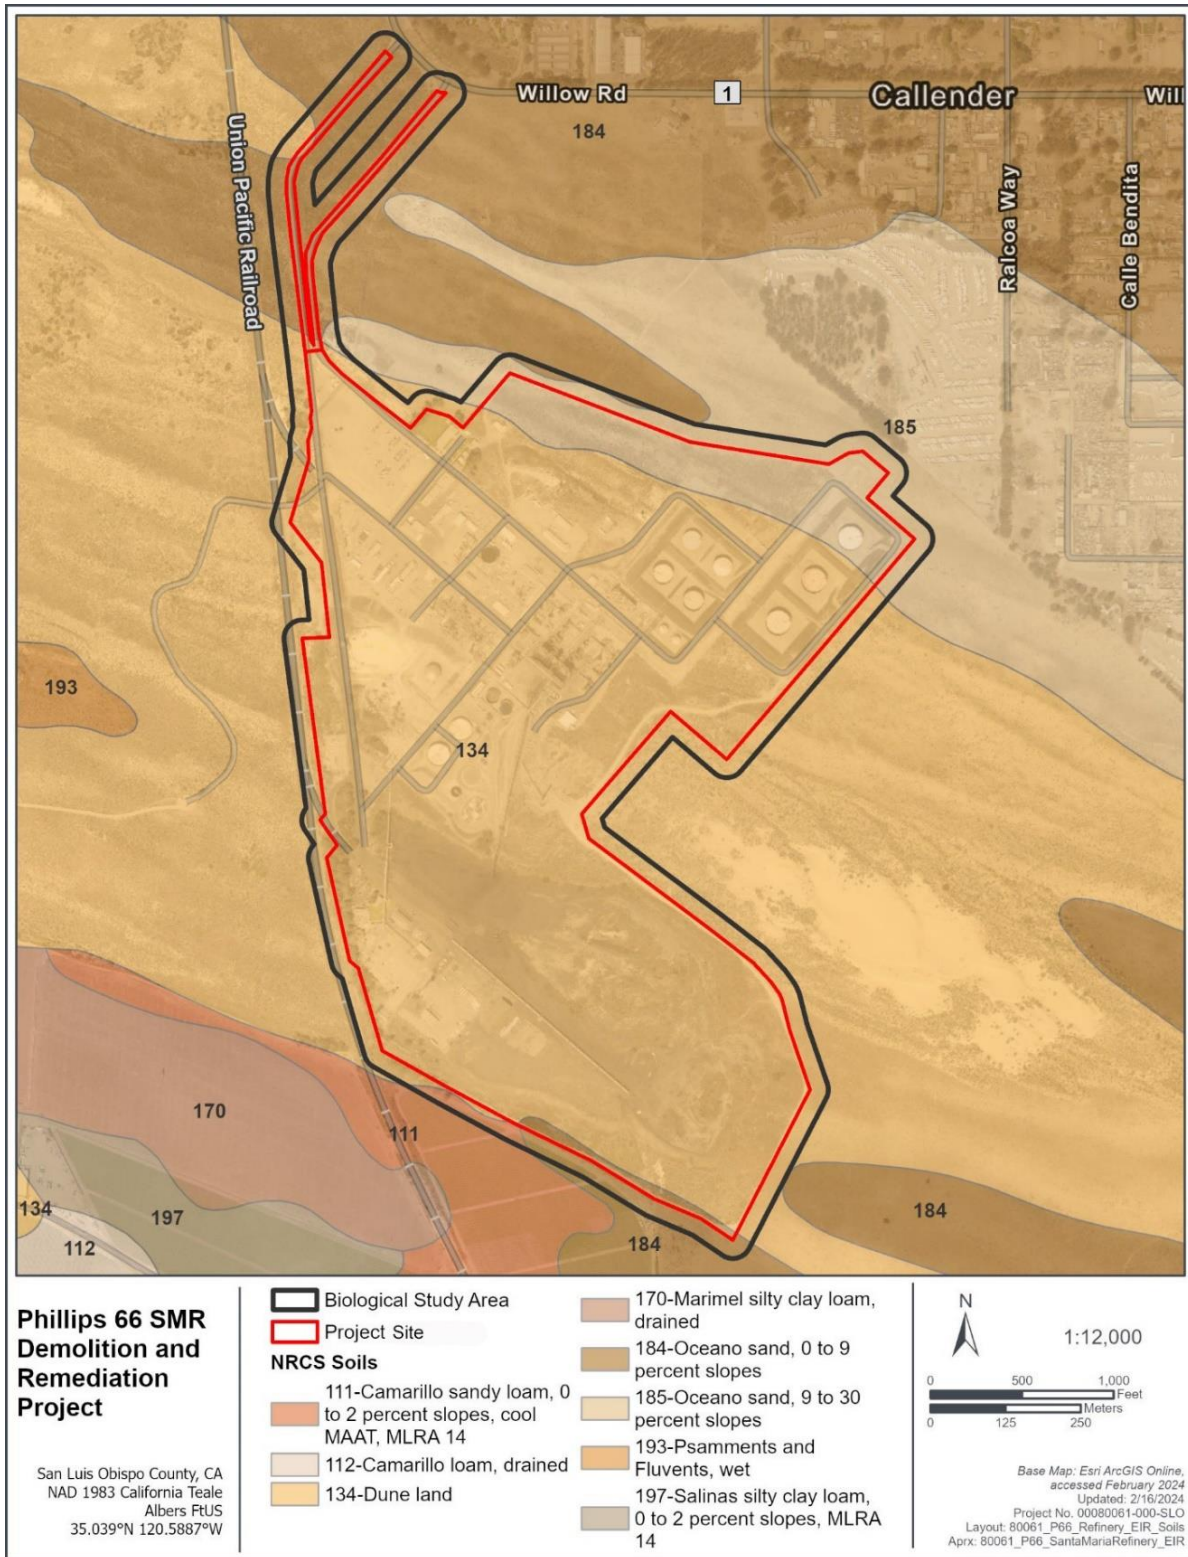 Willow Rd
1
Callender
Will
184
Union Pacific Railroad
Ralcoa Way
Calle Bendita
185
193
134
170
111
134
197
112
184
184
Phillips 66 SMR
Demolition and
Remediation
Project
San Luis Obispo County, CA
NAD 1983 California Teale
Albers FtUS
35.039°N 120.5887°W
Biological Study Area
Project Site
NRCS Soils
111-Camarillo sandy loam, 0
to 2 percent slopes, cool
MAAT, MLRA 14
112-Camarillo loam, drained
134-Dune land
170-Marimel silty clay loam,
drained
184-Oceano sand, 0 to 9
percent slopes
185-Oceano sand, 9 to 30
percent slopes
193-Psamments and
Fluvents, wet
197-Salinas silty clay loam,
0 to 2 percent slopes, MLRA
14
N
1:12,000
0 500 1,000
Feet
Meters
0 125 250
Base Map: Esri ArcGIS Online,
accessed February 2024
Updated: 2/16/2024
Project No. 00080061-000-SLO
Layout: 80061_P66_Refinery_EIR_Soils
Aprx: 80061_P66_SantaMariaRefinery_EIR